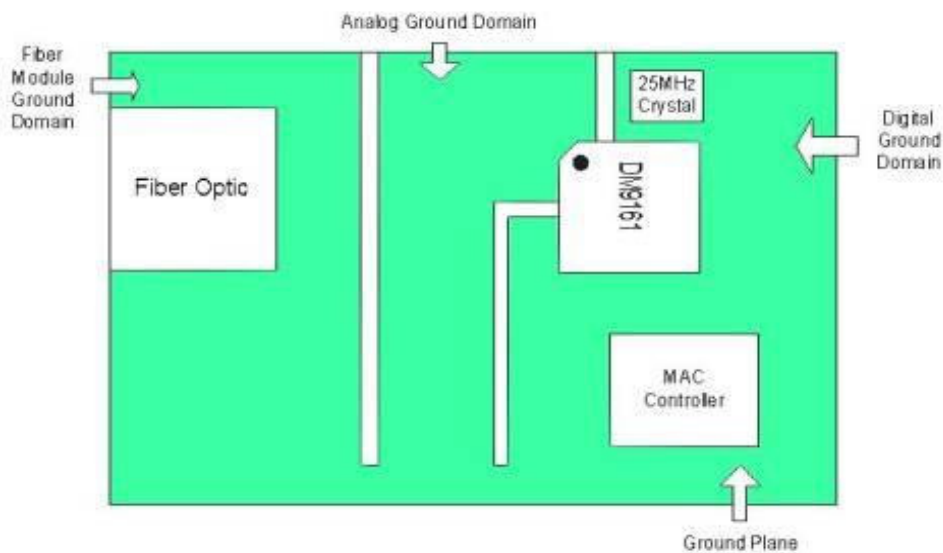 Analog Ground Domain
Fiber
Module
Ground
Domain
25MHz
Crystal
Digital
Ground
Domain
Fiber Optic
DM9161
MAC
Controller
Ground Plane